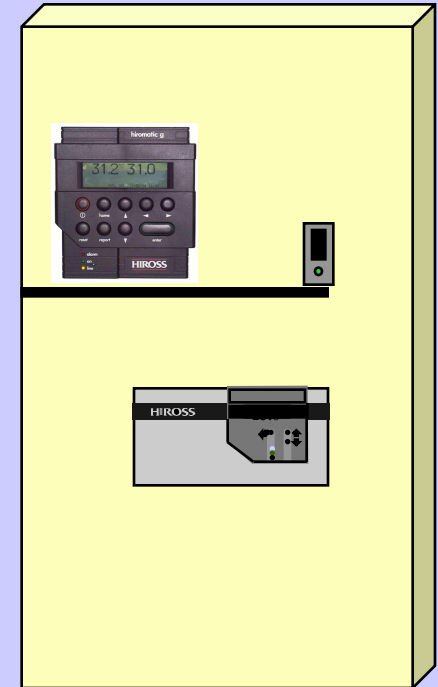 hiromatic g
31.2 31.0
home
reset report enter
alarm
on
line
HIROSS
HIROSS